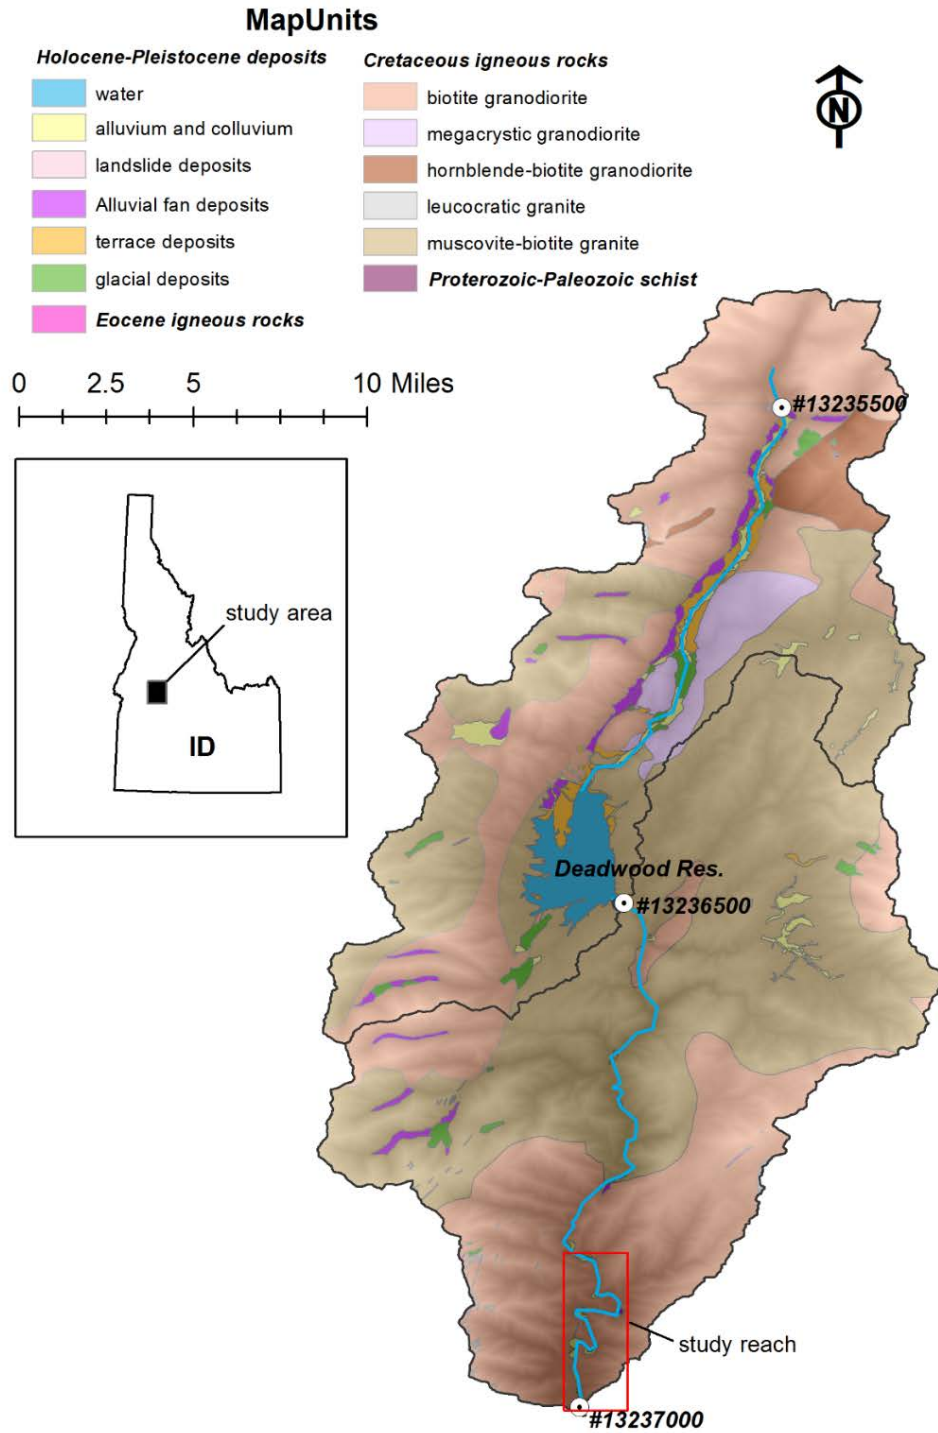 MapUnits
Holocene-Pleistocene deposits
water
alluvium and colluvium
landslide deposits
Alluvial fan deposits
terrace deposits
glacial deposits
Eocene igneous rocks
Cretaceous igneous rocks
biotite granodiorite
megacrystic granodiorite
hornblende-biotite granodiorite
leucocratic granite
muscovite-biotite granite
Proterozoic-Paleozoic schist
N
0 2.5 5 10 Miles
study area
ID
#13235500
Deadwood Res.
#13236500
study reach
#13237000